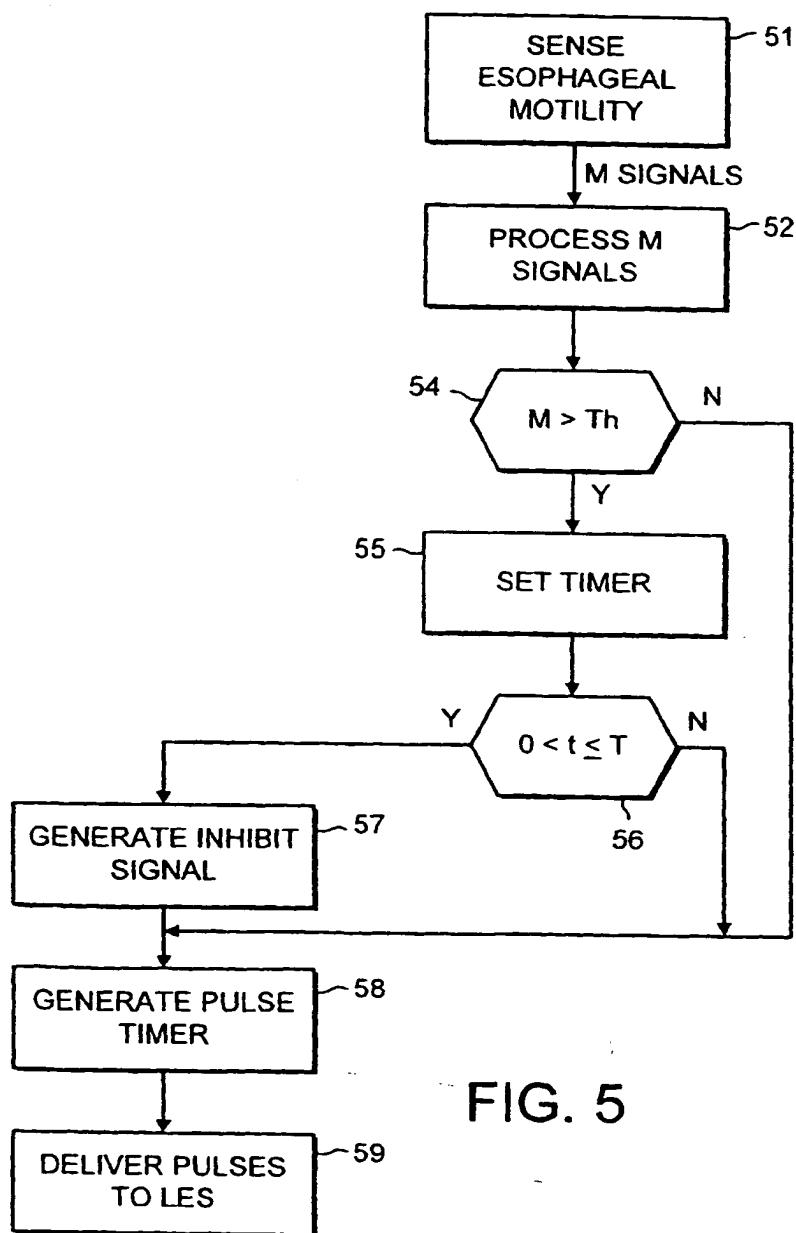 SENSE
ESOPHAGEAL
MOTILITY
51
M SIGNALS
PROCESS M
SIGNALS
52
54
M > Th
N
Y
55
SET TIMER
Y
0 < t ≤ T
N
56
GENERATE INHIBIT
SIGNAL
57
GENERATE PULSE
TIMER
58
DELIVER PULSES
TO LES
59
FIG. 5